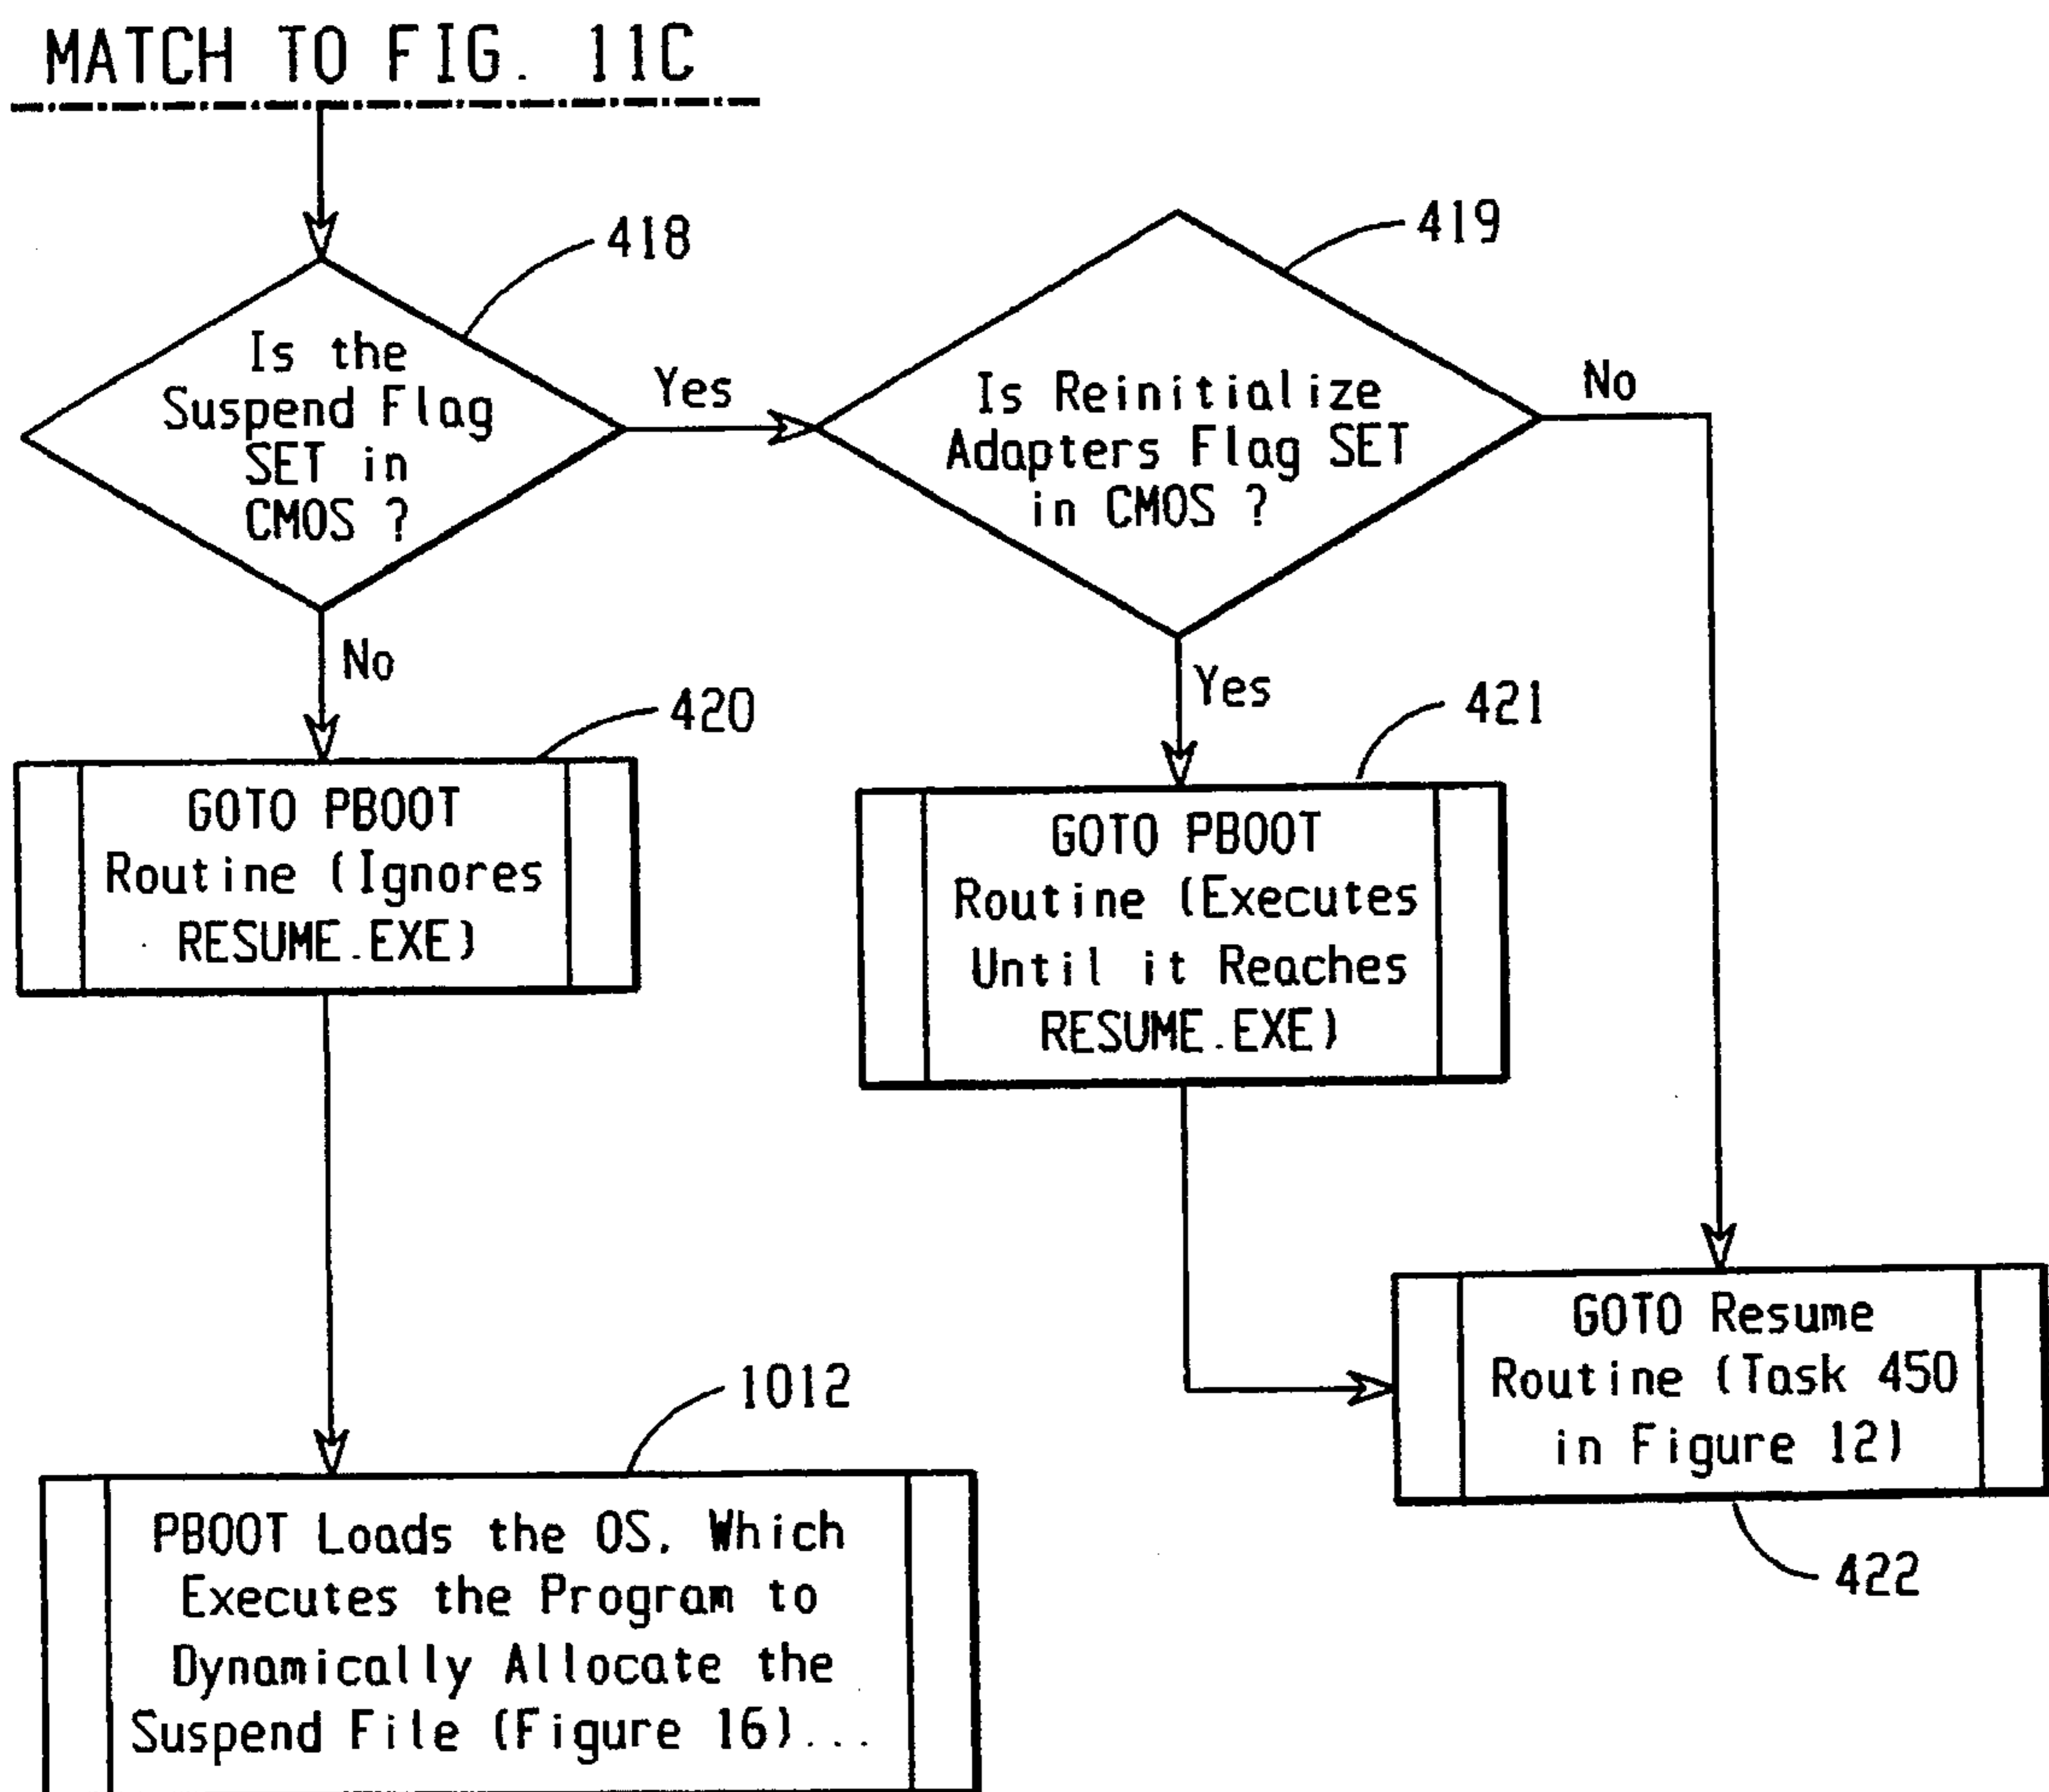 MATCH TO FIG. 11C
418
Is the
Suspend Flag
SET in
CMOS ?
Yes
No
419
Is Reinitialize
Adapters Flag SET
in CMOS ?
No
Yes
420
GOTO PBOOT
Routine (Ignores
RESUME.EXE)
421
GOTO PBOOT
Routine (Executes
Until it Reaches
RESUME.EXE)
1012
PBOOT Loads the OS, Which
Executes the Program to
Dynamically Allocate the
Suspend File (Figure 16)...
GOTO Resume
Routine (Task 450
in Figure 12)
422